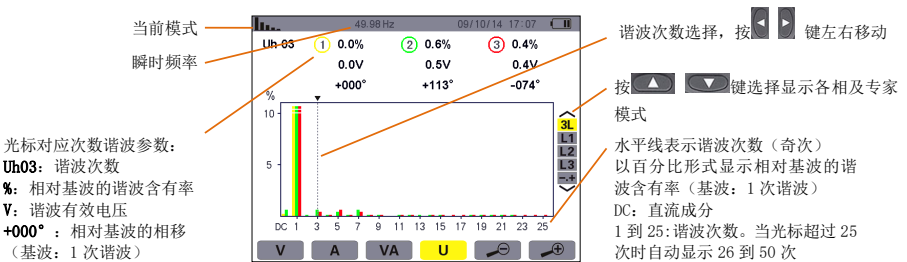 当前模式
瞬时频率
光标对应次数谐波参数：
Uh03：谐波次数
%：相对基波的谐波含有率
V：谐波有效电压
+000°：相对基波的相移
（基波：1 次谐波）
49.98 Hz 09/10/14 17:07
Uh 03 1 0.0% 2 0.6% 3 0.4%
0.0V 0.5V 0.4V
+000° +113° -074°
%
10
5
DC 1 3 5 7 9 11 13 15 17 19 21 23 25
3L
L1
L2
L3
-.+
V A VA U
谐波次数选择，按 键左右移动
按 键选择显示各相及专家
模式
水平线表示谐波次数（奇次）
以百分比形式显示相对基波的谐
波含有率（基波：1 次谐波）
DC：直流成分
1 到 25:谐波次数。当光标超过 25
次时自动显示 26 到 50 次